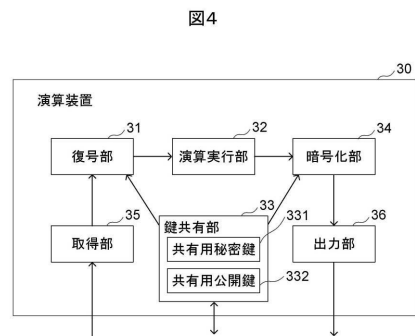 図4
30
演算装置
31
32
34
復号部
演算実行部
暗号化部
33
35
鍵共有部
331
36
取得部
共有用秘密鍵
出力部
共有用公開鍵
332